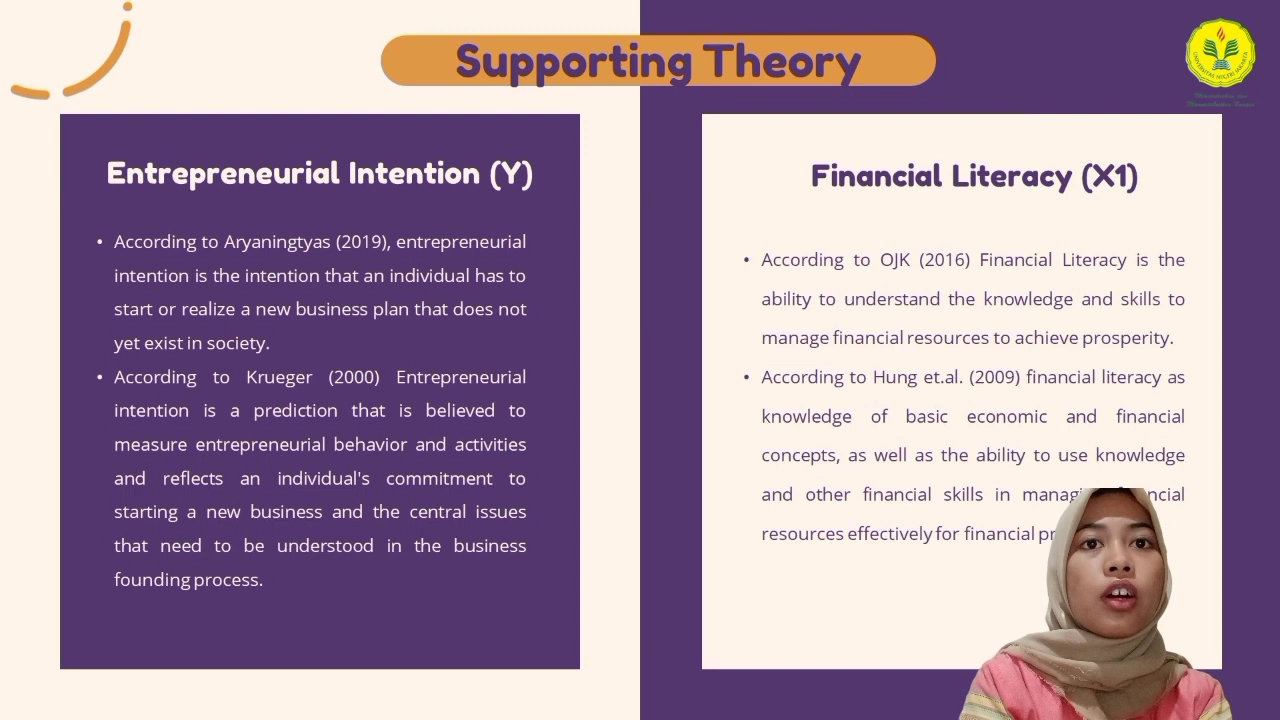 Supporting Theory
UNIVERSITAS NEGERI JAKARTA
Entrepreneurial Intention (Y)
• According to Aryaningtyas (2019), entrepreneurial
intention is the intention that an individual has to
start or realize a new business plan that does not
yet exist in society.
• According to Krueger (2000) Entrepreneurial
intention is a prediction that is believed to
measure entrepreneurial behavior and activities
and reflects an individual's commitment to
starting a new business and the central issues
that need to be understood in the business
founding process.
Financial Literacy (X1)
• According to OJK (2016) Financial Literacy is the
ability to understand the knowledge and skills to
manage financial resources to achieve prosperity.
• According to Hung et.al. (2009) financial literacy as
knowledge of basic economic and financial
concepts, as well as the ability to use knowledge
and other financial skills in
resources effectively for financial